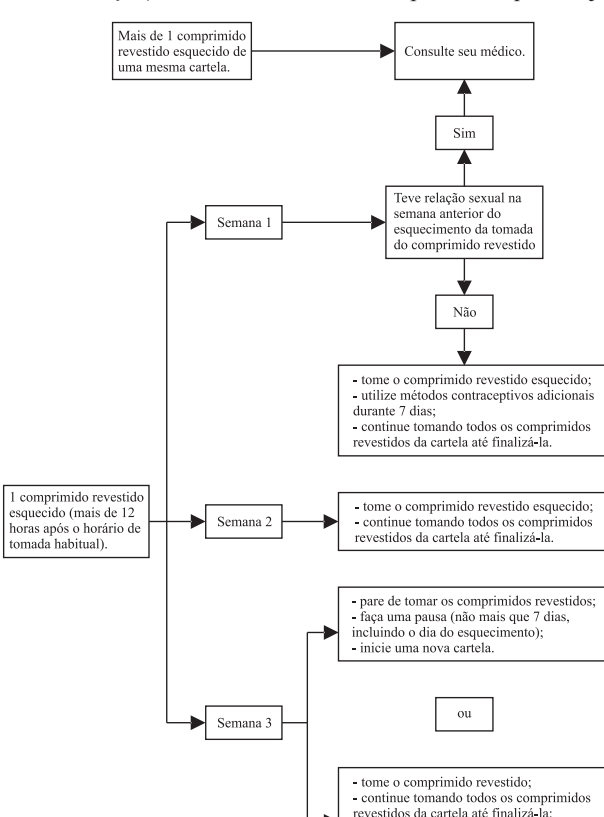 Mais de 1 comprimido
revestido esquecido de
uma mesma cartela.
Consulte seu médico.
Sim
Semana 1
Teve relação sexual na
semana anterior do
esquecimento da tomada
do comprimido revestido
Não
- tome o comprimido revestido esquecido;
- utilize métodos contraceptivos adicionais
durante 7 dias;
- continue tomando todos os comprimidos
revestidos da cartela até finalizá-la.
1 comprimido revestido
esquecido (mais de 12
horas após o horário de
tomada habitual).
Semana 2
- tome o comprimido revestido esquecido;
- continue tomando todos os comprimidos
revestidos da cartela até finalizá-la.
- pare de tomar os comprimidos revestidos;
- faça uma pausa (não mais que 7 dias,
incluindo o dia do esquecimento);
- inicie uma nova cartela.
Semana 3
ou
- tome o comprimido revestido;
- continue tomando todos os comprimidos
revestidos da cartela até finalizá-la;